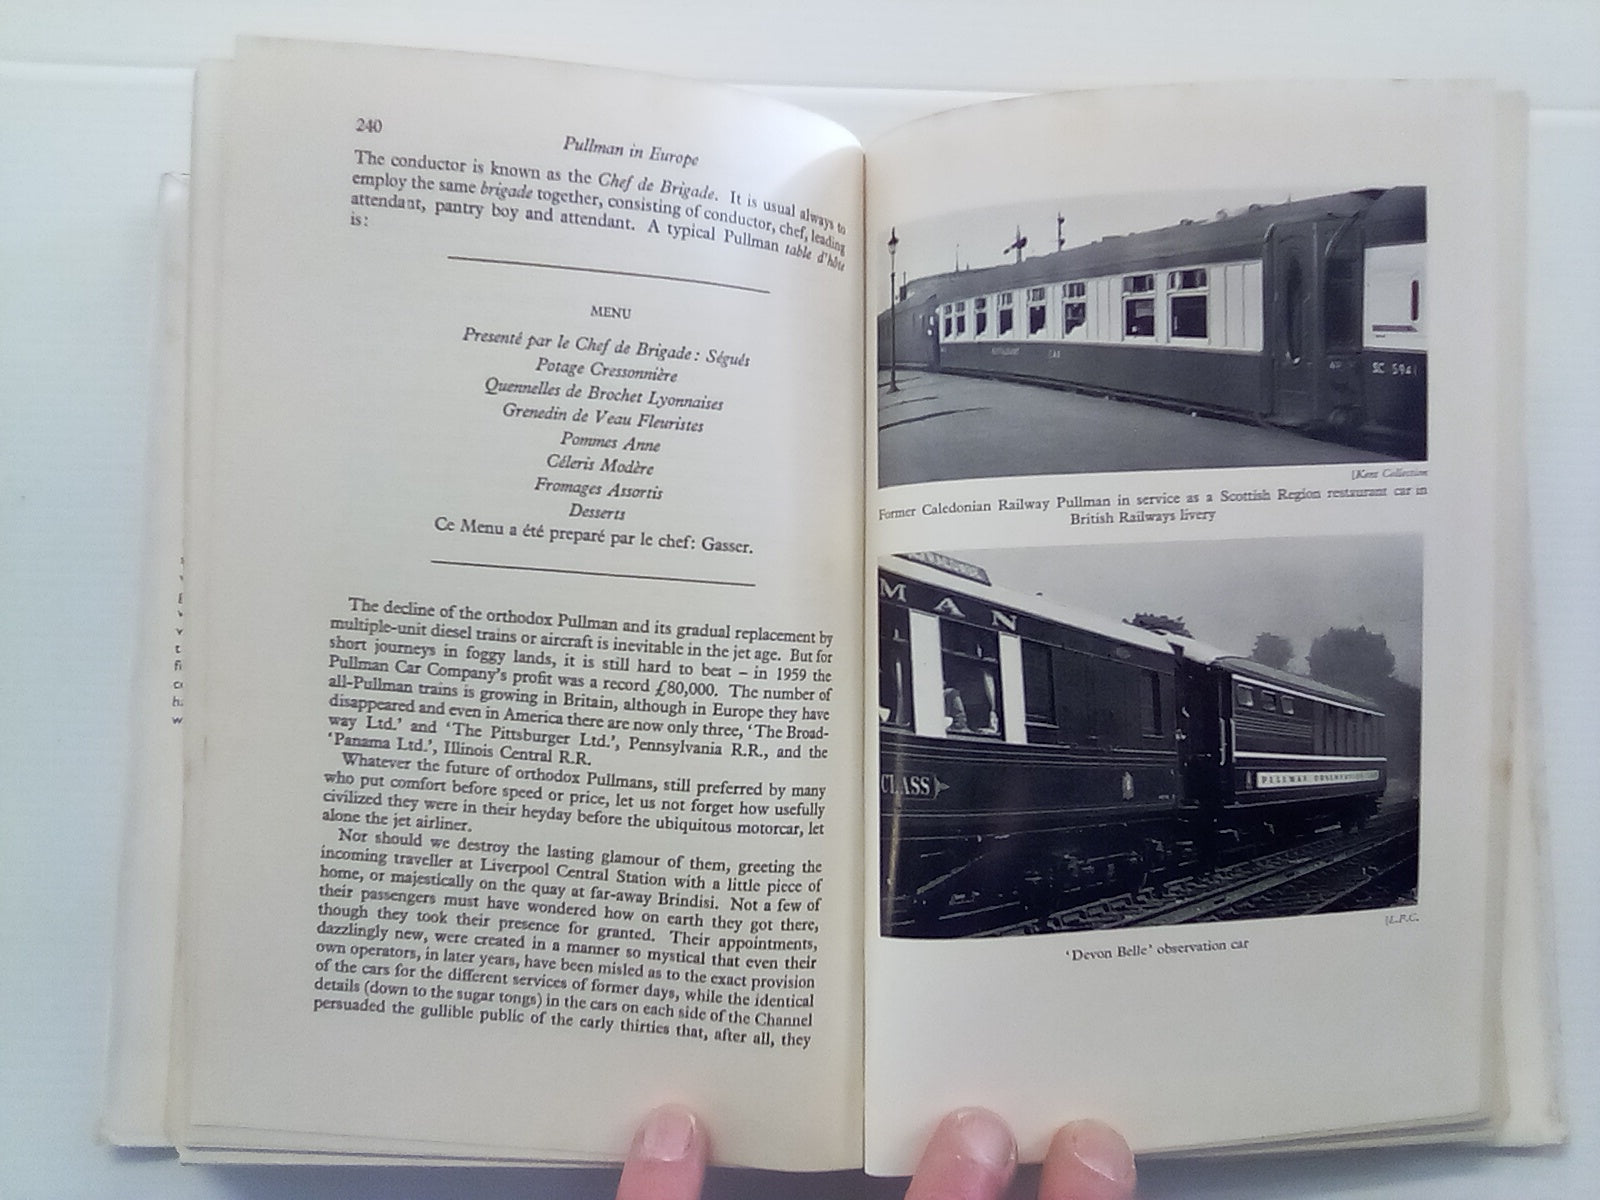 240
Pullman in Europe
The conductor is known as the Chef de Brigade. It is usual always to
employ the same brigade together, consisting of conductor, chef, leading
attendant, pantry boy and attendant. A typical Pullman table d'hôte
is:
MENU
Presenté par le Chef de Brigade: Ségués
Potage Cressonnière
Quennelles de Brochet Lyonnaises
Grenedin de Veau Fleuristes
Pommes Anne
Céleris Modère
Fromages Assortis
Desserts
Ce Menu a été preparé par le chef: Gasser.
The decline of the orthodox Pullman and its gradual replacement by
multiple-unit diesel trains or aircraft is inevitable in the jet age. But for
short journeys in foggy lands, it is still hard to beat – in 1959 the
Pullman Car Company's profit was a record £80,000. The number of
all-Pullman trains is growing in Britain, although in Europe they have
disappeared and even in America there are now only three, 'The Broad-
way Ltd.' and 'The Pittsburger Ltd.', Pennsylvania R.R., and the
'Panama Ltd.', Illinois Central R.R.
Whatever the future of orthodox Pullmans, still preferred by many
who put comfort before speed or price, let us not forget how usefully
civilized they were in their heyday before the ubiquitous motorcar, let
alone the jet airliner.
Nor should we destroy the lasting glamour of them, greeting the
incoming traveller at Liverpool Central Station with a little piece of
home, or majestically on the quay at far-away Brindisi. Not a few of
their passengers must have wondered how on earth they got there,
though they took their presence for granted. Their appointments,
dazzlingly new, were created in a manner so mystical that even their
own operators, in later years, have been misled as to the exact provision
of the cars for the different services of former days, while the identical
details (down to the sugar tongs) in the cars on each side of the Channel
persuaded the gullible public of the early thirties that, after all, they
RESTAURANT CAR
SC 594
[Kent Collection
Former Caledonian Railway Pullman in service as a Scottish Region restaurant car in
British Railways livery
MAN
CLASS
PULLMAN OBSERVATION CAR
[L.P.C.
'Devon Belle' observation car